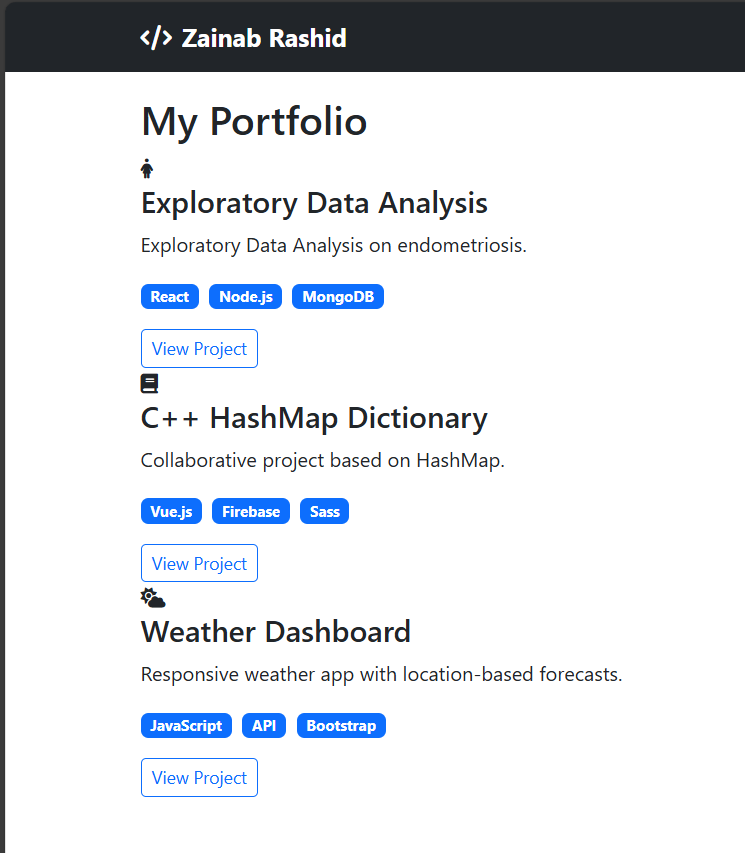 </> Zainab Rashid
My Portfolio
Exploratory Data Analysis
Exploratory Data Analysis on endometriosis.
React Node.js MongoDB
View Project
C++ HashMap Dictionary
Collaborative project based on HashMap.
Vue.js Firebase Sass
View Project
Weather Dashboard
Responsive weather app with location-based forecasts.
JavaScript API Bootstrap
View Project